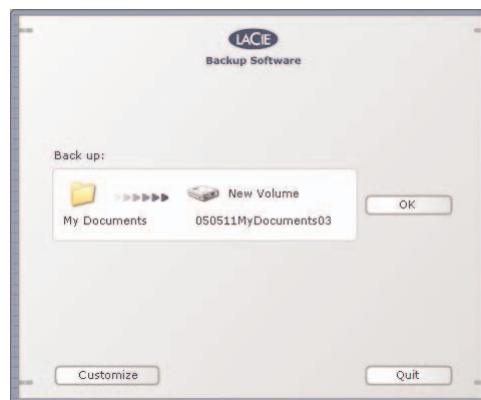 LACIE
Backup Software
Back up:
New Volume
My Documents
050511MyDocuments03
OK
Customize
Quit